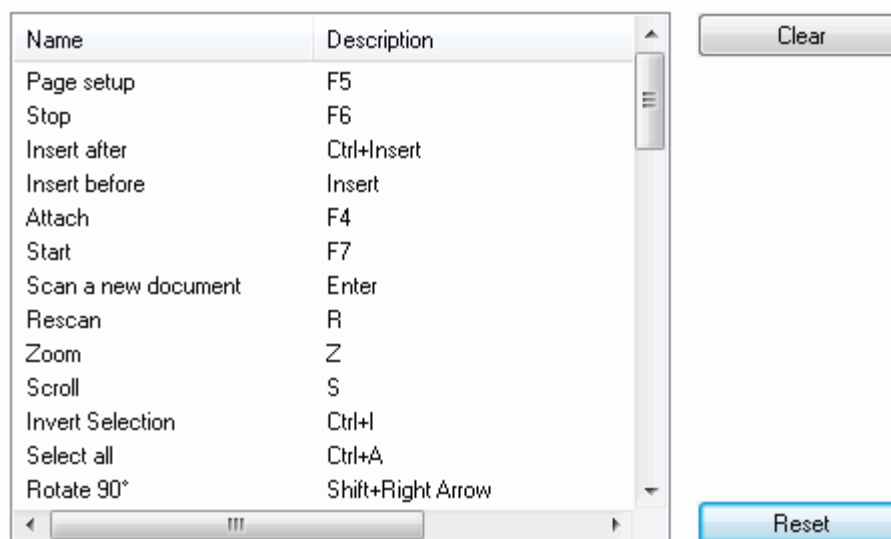 Name Description Clear
Page setup F5
Stop F6
Insert after Ctrl+Insert
Insert before Insert
Attach F4
Start F7
Scan a new document Enter
Rescan R
Zoom Z
Scroll S
Invert Selection Ctrl+I
Select all Ctrl+A
Rotate 90° Shift+Right Arrow
Reset